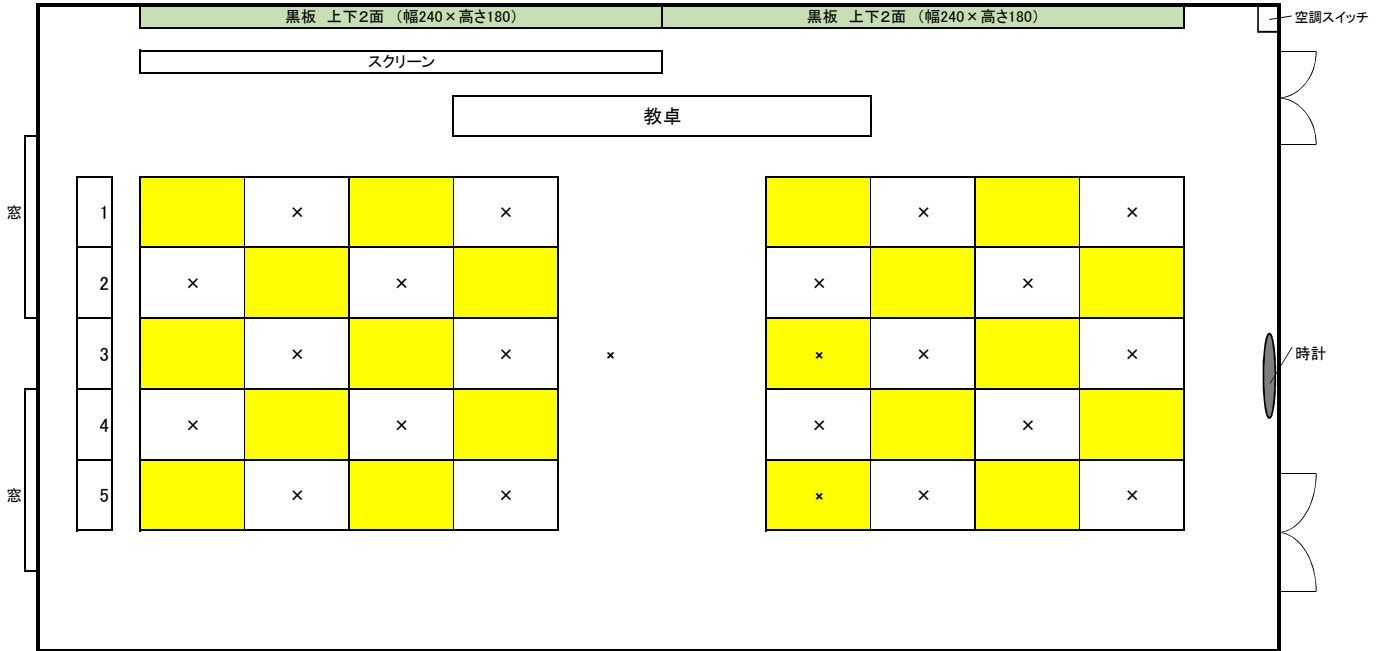 黒板 上下2面 （幅240×高さ180）
黒板 上下2面 （幅240×高さ180）
空調スイッチ
スクリーン
教卓
窓
1 × × × ×
2 × × × ×
3 × × × × × ×
時計
4 × × × ×
窓
5 × × × × ×